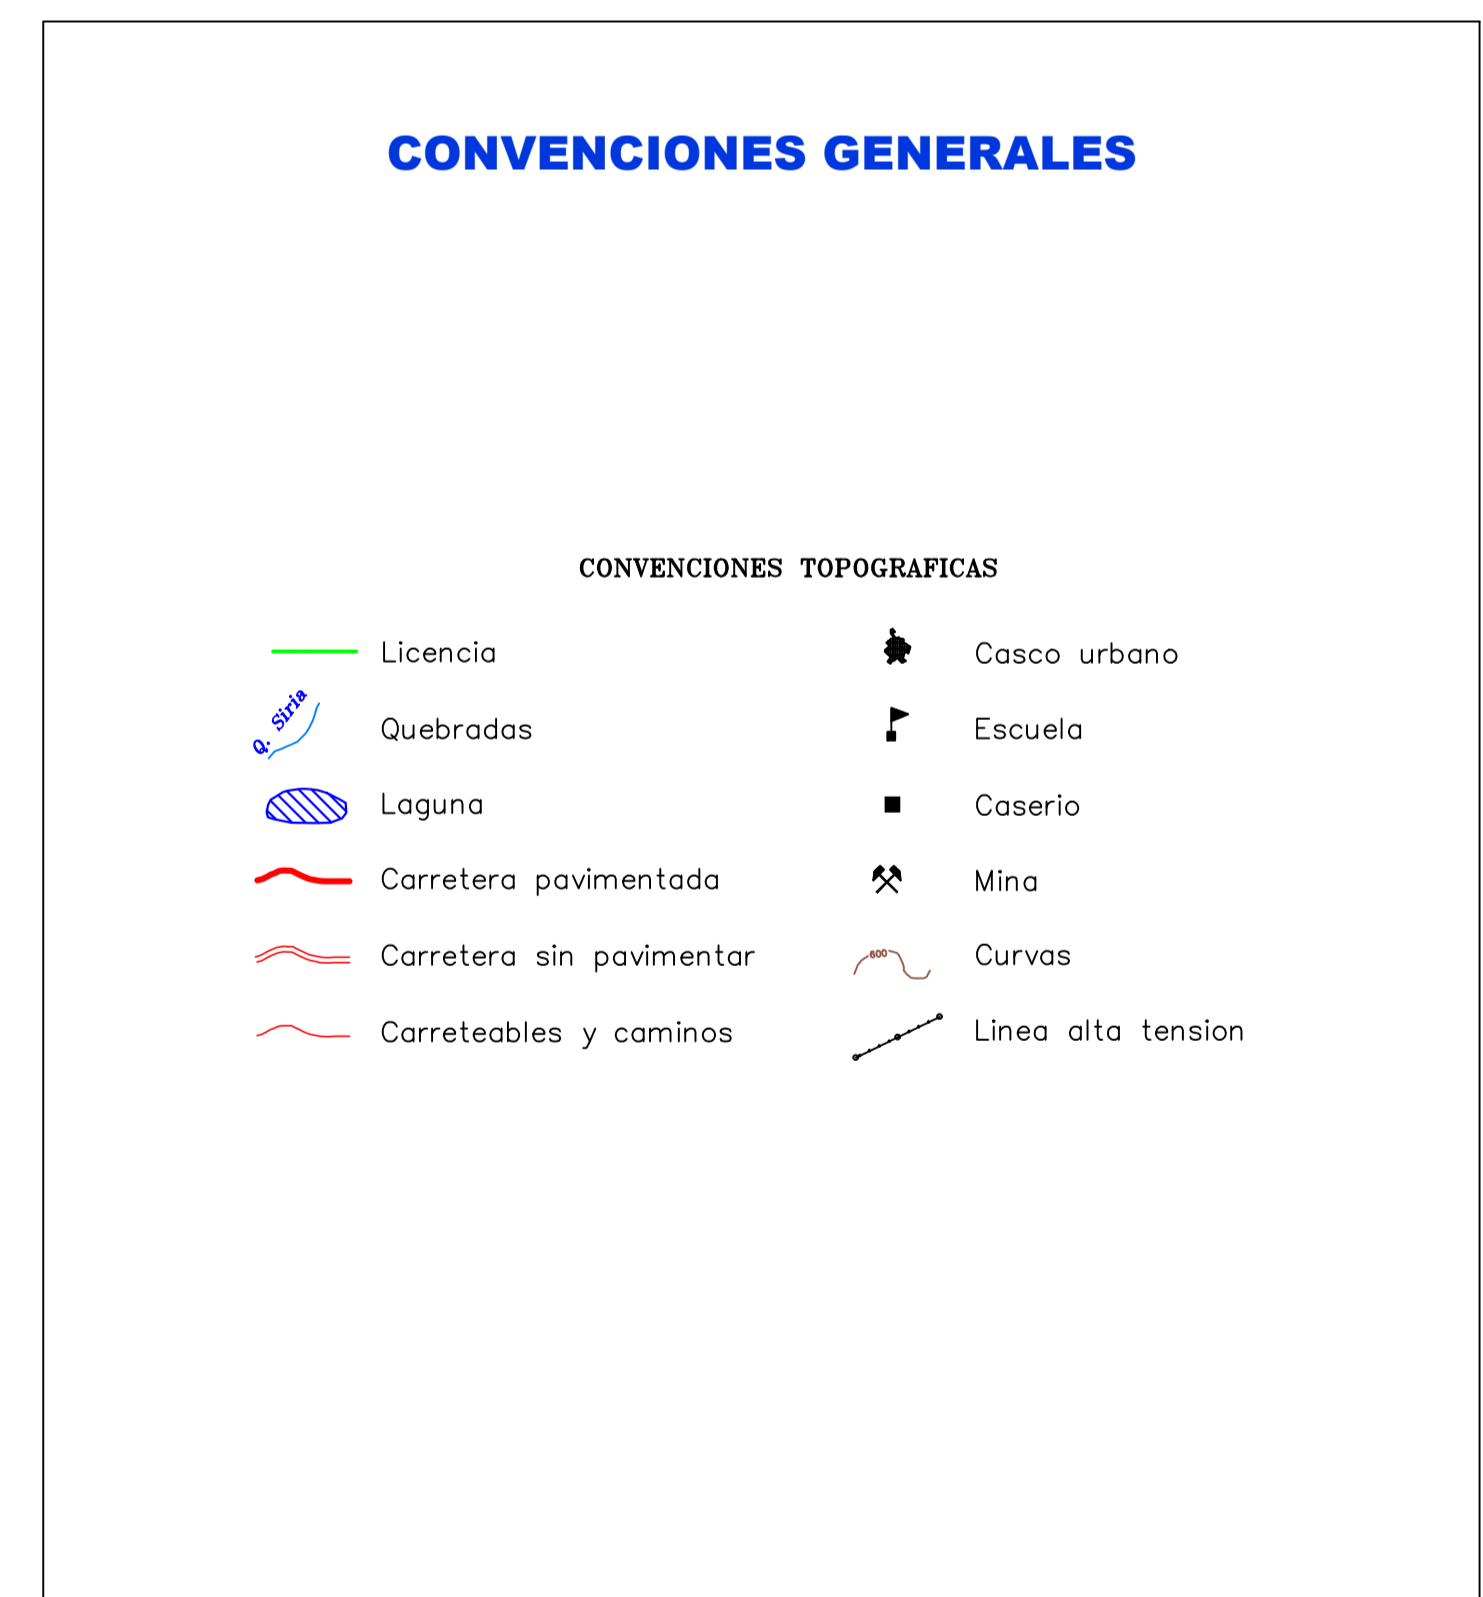 CONVENCIONES GENERALES
CONVENCIONES TOPOGRAFICAS
Licencia
Q. Siria
Quebradas
Laguna
Carretera pavimentada
Carretera sin pavimentar
Carreteables y caminos
Casco urbano
Escuela
Caserio
Mina
600
Curvas
Linea alta tension